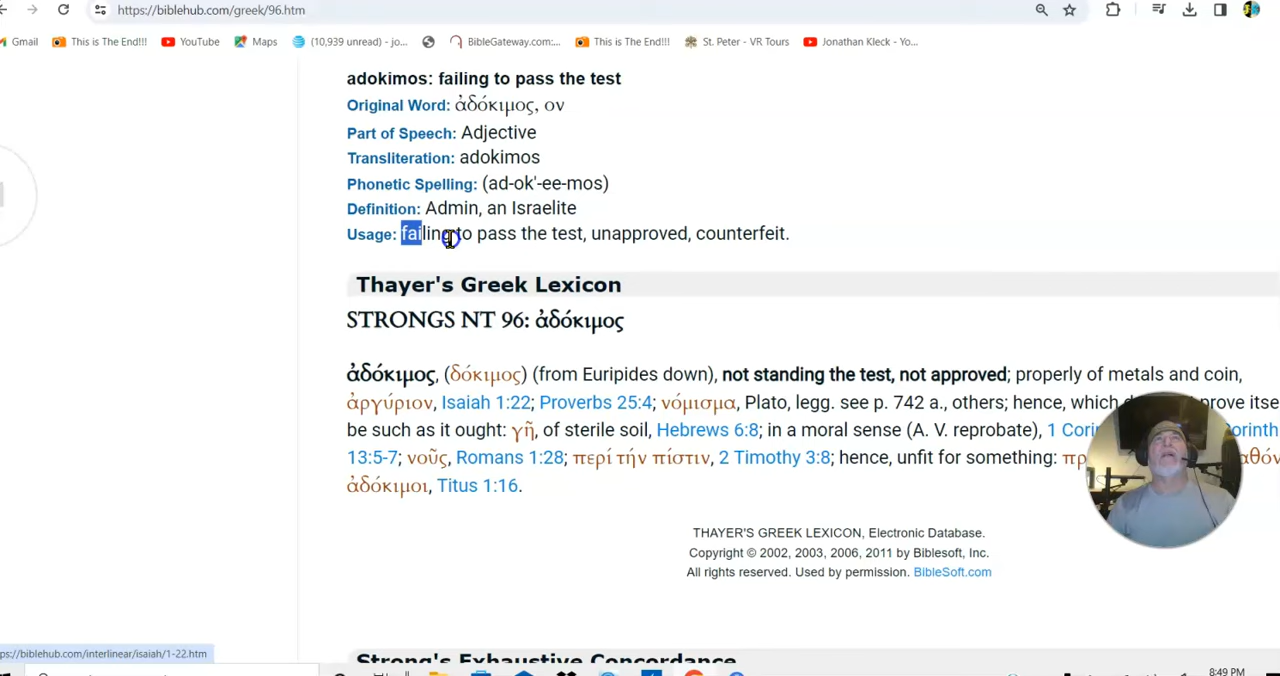 https://biblehub.com/greek/96.htm
Gmail This is The End!!! YouTube Maps (10,939 unread) - jo... BibleGateway.com:... This is The End!!! St. Peter - VR Tours Jonathan Kleck - Yo...
adokimos: failing to pass the test
Original Word: ἀδόκιμος, ον
Part of Speech: Adjective
Transliteration: adokimos
Phonetic Spelling: (ad-ok'-ee-mos)
Definition: Admin, an Israelite
Usage: failing to pass the test, unapproved, counterfeit.
Thayer's Greek Lexicon
STRONGS NT 96: ἀδόκιμος
ἀδόκιμος, (δόκιμος) (from Euripides down), not standing the test, not approved; properly of metals and coin,
ἀργύριον, Isaiah 1:22; Proverbs 25:4; νόμισμα, Plato, legg. see p. 742 a., others; hence, which prove itse
be such as it ought: γῆ, of sterile soil, Hebrews 6:8; in a moral sense (A. V. reprobate), 1 Cori orinth
13:5-7; νοῦς, Romans 1:28; περί τήν πίστιν, 2 Timothy 3:8; hence, unfit for something: πρ αθόν
ἀδόκιμοι, Titus 1:16.
THAYER'S GREEK LEXICON, Electronic Database.
Copyright © 2002, 2003, 2006, 2011 by Biblesoft, Inc.
All rights reserved. Used by permission. BibleSoft.com
Strong's Exhaustive Concordance
ps://biblehub.com/interlinear/isaiah/1-22.htm
8:49 PM